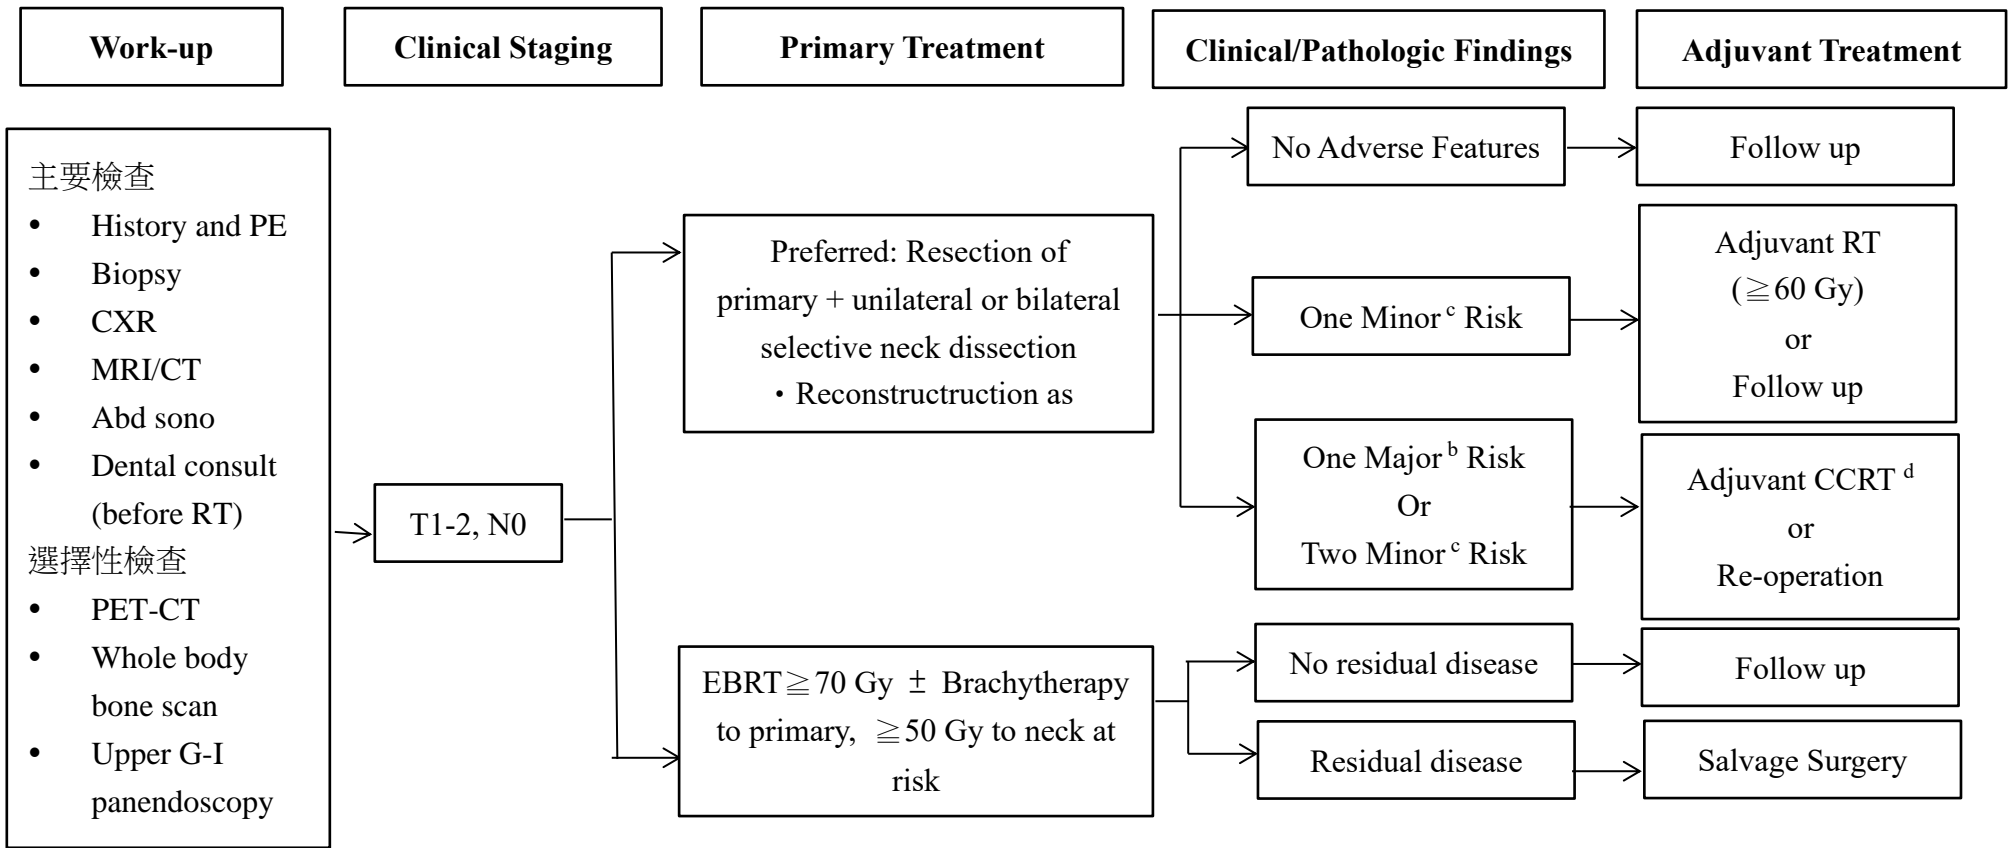 Work-up
Clinical Staging
Primary Treatment
Clinical/Pathologic Findings
Adjuvant Treatment
主要檢查
• History and PE
• Biopsy
• CXR
• MRI/CT
• Abd sono
• Dental consult
(before RT)
選擇性檢查
• PET-CT
• Whole body
bone scan
• Upper G-I
panendoscopy
T1-2, N0
Preferred: Resection of
primary + unilateral or bilateral
selective neck dissection
・Reconstructruction as
EBRT≧70 Gy ± Brachytherapy
to primary, ≧50 Gy to neck at
risk
No Adverse Features
Follow up
One Minor c Risk
Adjuvant RT
(≧60 Gy)
or
Follow up
One Major b Risk
Or
Two Minor c Risk
Adjuvant CCRT d
or
Re-operation
No residual disease
Follow up
Residual disease
Salvage Surgery